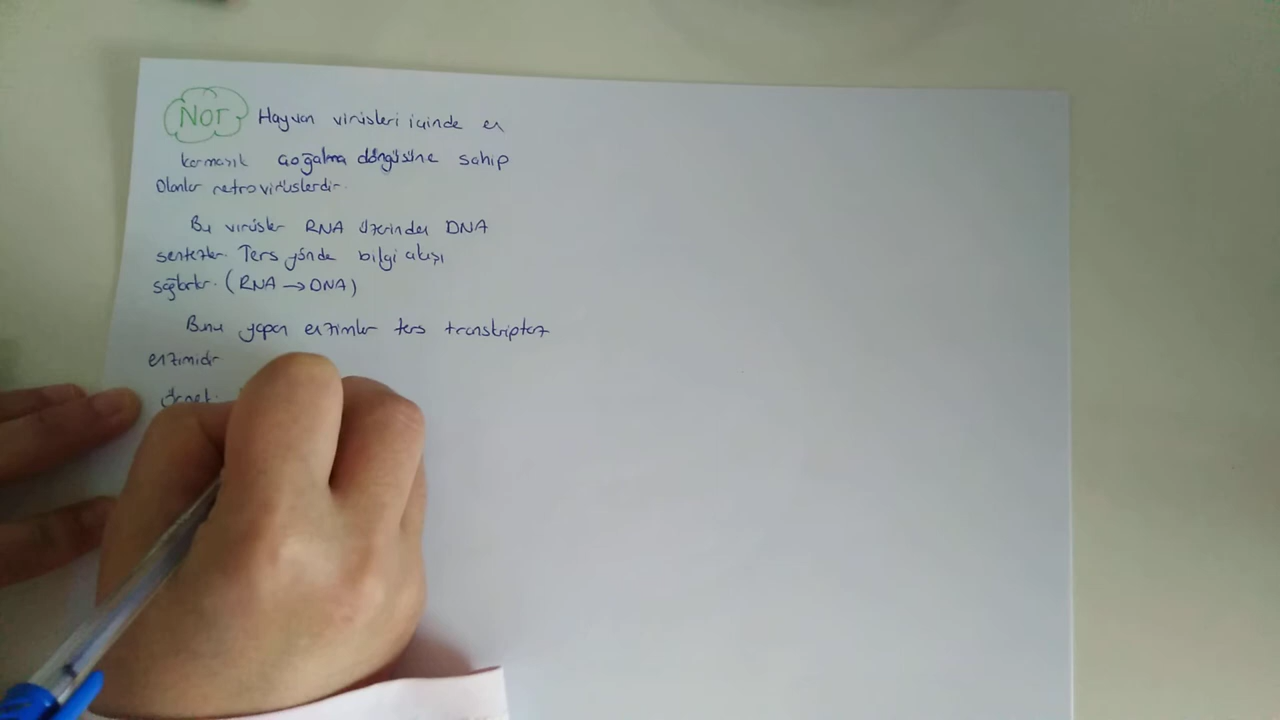 NOT Hayvan virüsleri içinde en
karmaşık çoğalma döngüsüne sahip
olanlar retrovirüslerdir.
Bu virüsler RNA üzerinden DNA
sentezler. Ters yönde bilgi akışı
sağlarlar. (RNA → DNA)
Bunu yapan enzimler ters transkriptaz
enzimidir
Örnek: